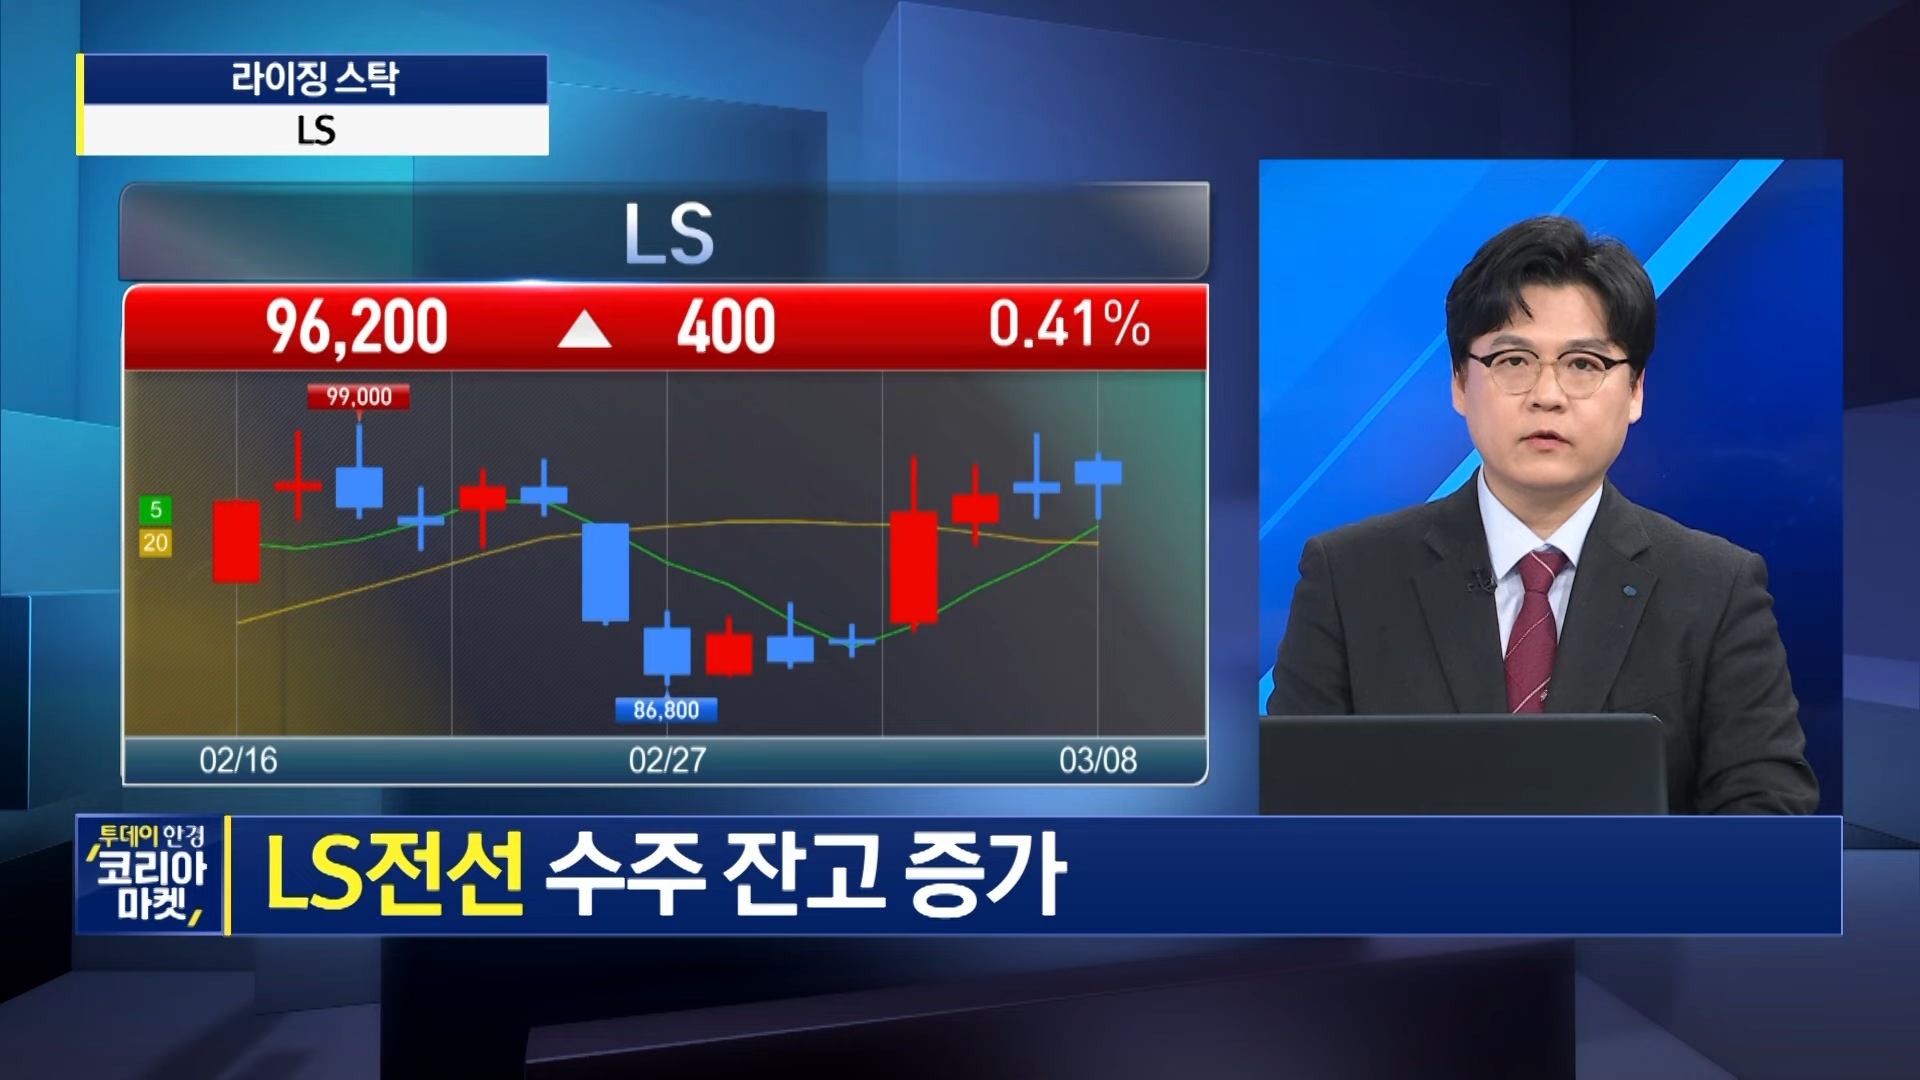 라이징 스탁
LS
LS
96,200 ▲ 400 0.41%
99,000
5
20
86,800
02/16 02/27 03/08
투데이 한경
코리아
마켓
LS전선 수주 잔고 증가